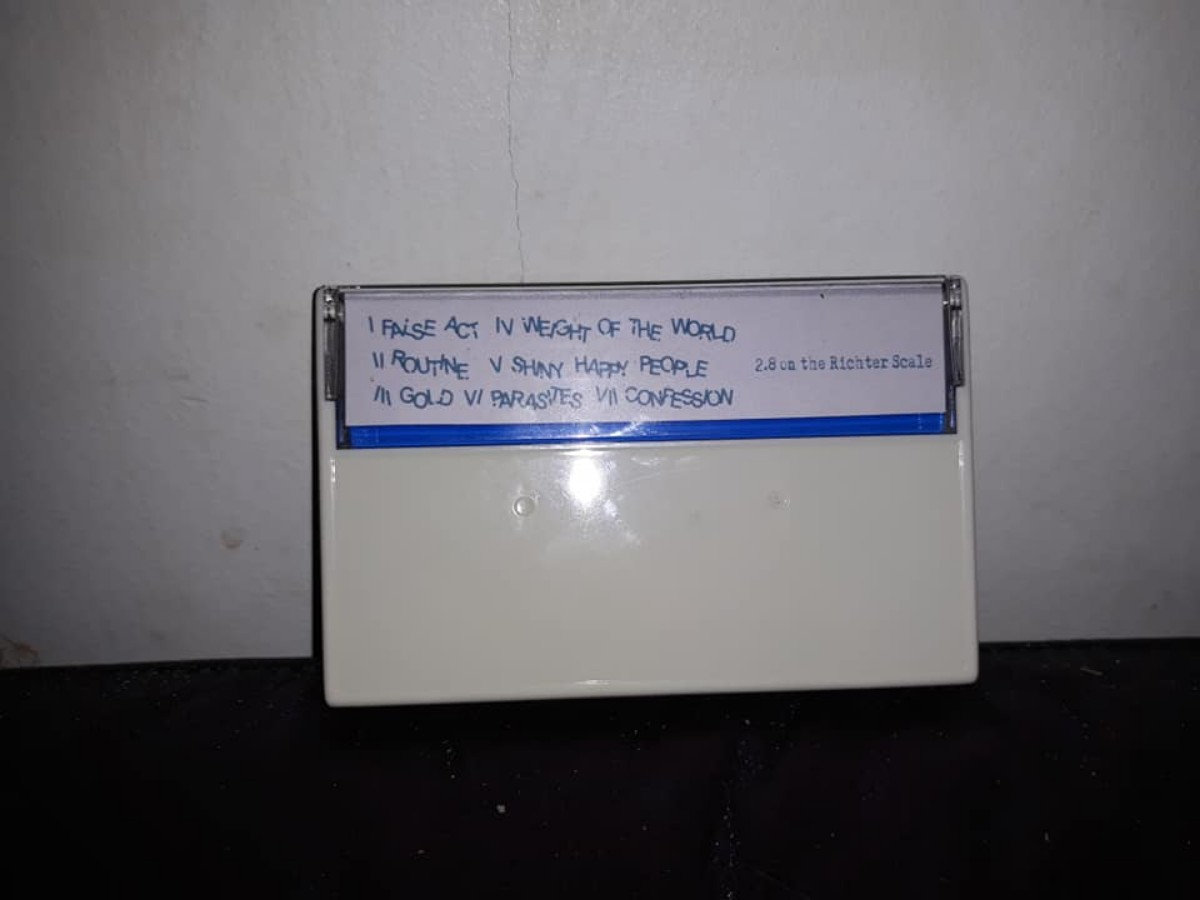 I FALSE ACT IV WEIGHT OF THE WORLD
II ROUTINE V SHINY HAPPY PEOPLE
2.8 on the Richter Scale
III GOLD VI PARASITES VII CONFESSION